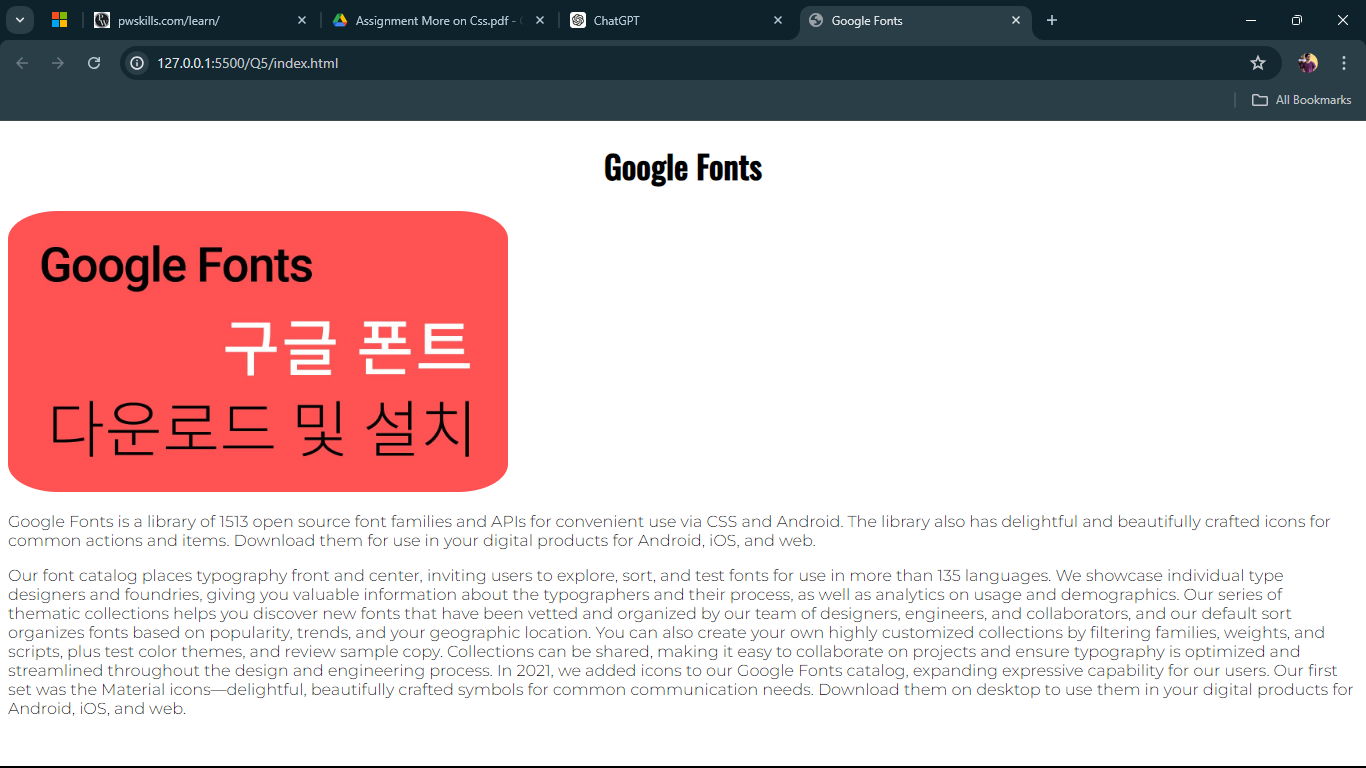 pwskills.com/learn/
Assignment More on Css.pdf -
ChatGPT
Google Fonts
127.0.0.1:5500/Q5/index.html
All Bookmarks
Google Fonts
Google Fonts
구글 폰트
다운로드 및 설치
Google Fonts is a library of 1513 open source font families and APIs for convenient use via CSS and Android. The library also has delightful and beautifully crafted icons for
common actions and items. Download them for use in your digital products for Android, iOS, and web.
Our font catalog places typography front and center, inviting users to explore, sort, and test fonts for use in more than 135 languages. We showcase individual type
designers and foundries, giving you valuable information about the typographers and their process, as well as analytics on usage and demographics. Our series of
thematic collections helps you discover new fonts that have been vetted and organized by our team of designers, engineers, and collaborators, and our default sort
organizes fonts based on popularity, trends, and your geographic location. You can also create your own highly customized collections by filtering families, weights, and
scripts, plus test color themes, and review sample copy. Collections can be shared, making it easy to collaborate on projects and ensure typography is optimized and
streamlined throughout the design and engineering process. In 2021, we added icons to our Google Fonts catalog, expanding expressive capability for our users. Our first
set was the Material icons—delightful, beautifully crafted symbols for common communication needs. Download them on desktop to use them in your digital products for
Android, iOS, and web.